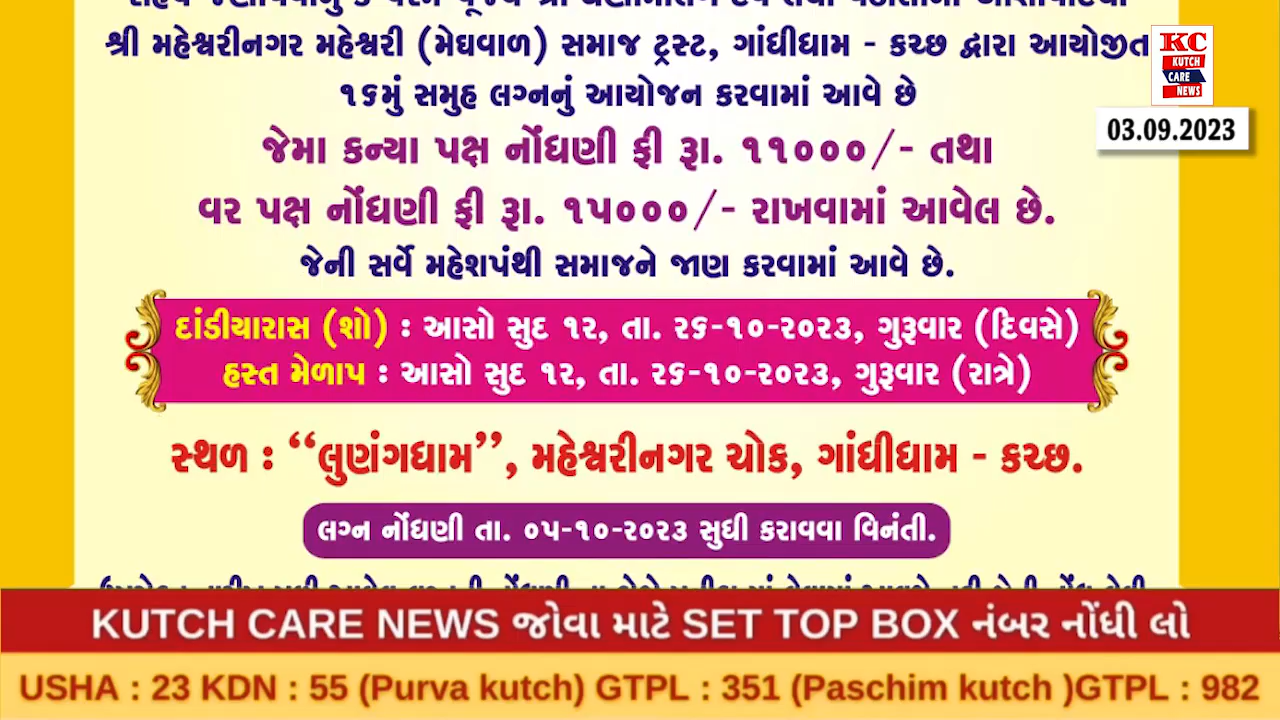 શ્રી મહેશ્વરીનગર મહેશ્વરી (મેઘવાળ) સમાજ ટ્રસ્ટ, ગાંધીધામ - કચ્છ દ્વારા આયોજીત
૧૬મું સમુહ લગ્નનું આયોજન કરવામાં આવે છે
KC
KUTCH
CARE
NEWS
03.09.2023
જેમા કન્યા પક્ષ નોંધણી ફી રૂા. ૧૧૦૦૦/- તથા
વર પક્ષ નોંધણી ફી રૂા. ૧૫૦૦૦/- રાખવામાં આવેલ છે.
જેની સર્વે મહેશપંથી સમાજને જાણ કરવામાં આવે છે.
દાંડીયારાસ (શો) : આસો સુદ ૧૨, તા. ૨૬-૧૦-૨૦૨૩, ગુરૂવાર (દિવસે)
હસ્ત મેળાપ : આસો સુદ ૧૨, તા. ૨૬-૧૦-૨૦૨૩, ગુરૂવાર (રાત્રે)
સ્થળ : “લુણંગધામ”, મહેશ્વરીનગર ચોક, ગાંધીધામ - કચ્છ.
લગ્ન નોંધણી તા. ૦૫-૧૦-૨૦૨૩ સુધી કરાવવા વિનંતી.
KUTCH CARE NEWS જોવા માટે SET TOP BOX નંબર નોંધી લો
USHA : 23 KDN : 55 (Purva kutch) GTPL : 351 (Paschim kutch )GTPL : 982